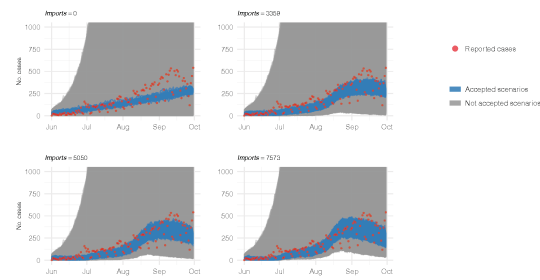 Imports = 0
Imports = 3359
1000
750
500
250
0
No. cases
Jun Jul Aug Sep Oct
1000
750
500
250
0
Jun Jul Aug Sep Oct
Reported cases
Accepted scenarios
Not accepted scenarios
Imports = 5050
Imports = 7573
1000
750
500
250
0
No. cases
Jun Jul Aug Sep Oct
1000
750
500
250
0
Jun Jul Aug Sep Oct